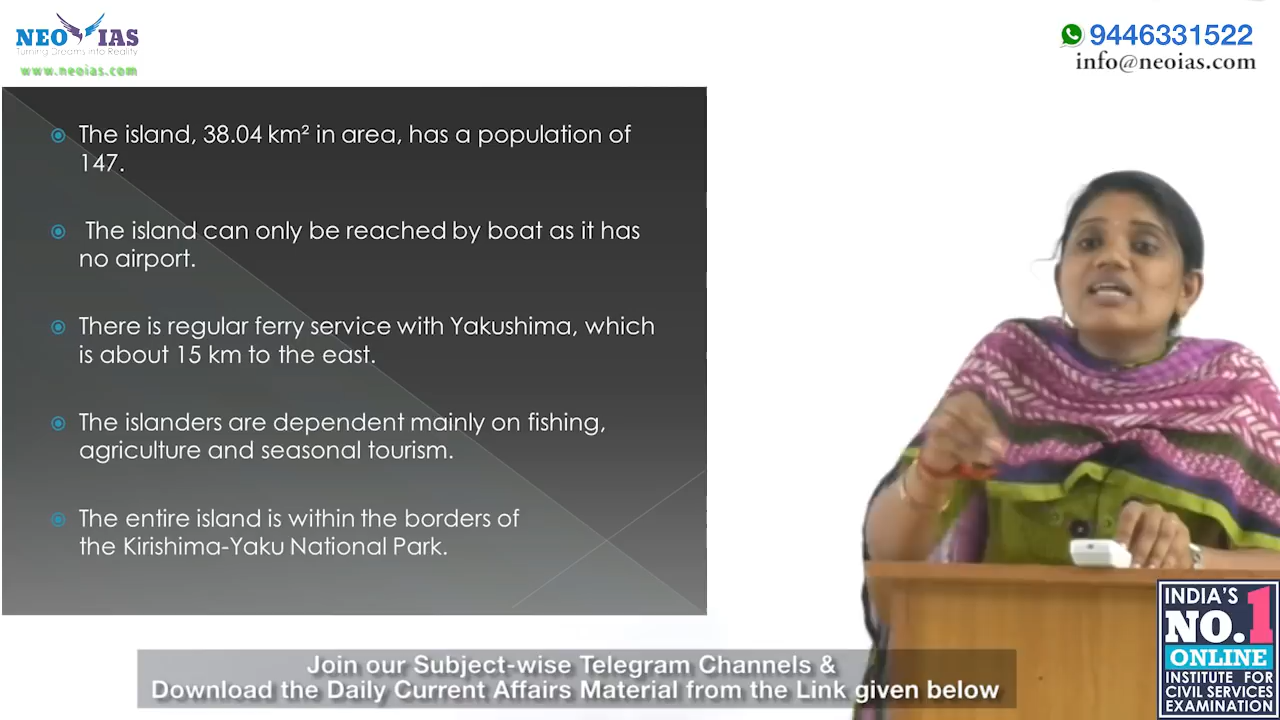 NEO IAS
Turning Dreams into Reality
www.neoias.com
9446331522
info@neoias.com
The island, 38.04 km² in area, has a population of
147.
The island can only be reached by boat as it has
no airport.
There is regular ferry service with Yakushima, which
is about 15 km to the east.
The islanders are dependent mainly on fishing,
agriculture and seasonal tourism.
The entire island is within the borders of
the Kirishima-Yaku National Park.
INDIA'S
NO.1
ONLINE
INSTITUTE FOR
CIVIL SERVICES
EXAMINATION
Join our Subject-wise Telegram Channels &
Download the Daily Current Affairs Material from the Link given below